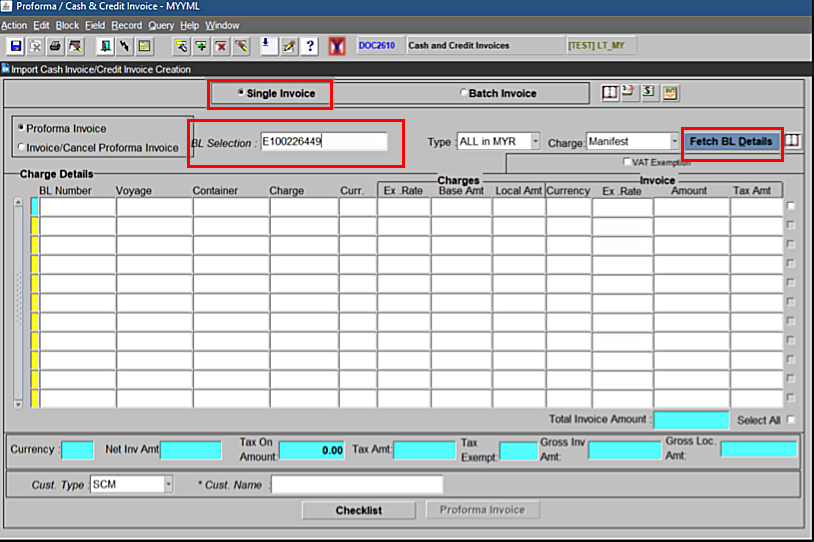 Proforma / Cash & Credit Invoice - MYYML
Action Edit Block Field Record Query Help Window
DOC2610 Cash and Credit Invoices [TEST] LT_MY
Import Cash Invoice/Credit Invoice Creation
Single Invoice Batch Invoice
Proforma Invoice
Invoice/Cancel Proforma Invoice
BL Selection : E100226449 Type : ALL in MYR Charge: Manifest Fetch BL Details
VAT Exemption
Charge Details
Charges Invoice
BL Number Voyage Container Charge Curr. Ex .Rate Base Amt Local Amt Currency Ex .Rate Amount Tax Amt
Total Invoice Amount : Select All
Currency : Net Inv Amt Tax On Amount: 0.00 Tax Amt: Tax Exempt: Gross Inv Amt: Gross Loc. Amt:
Cust. Type : SCM * Cust. Name :
Checklist Proforma Invoice